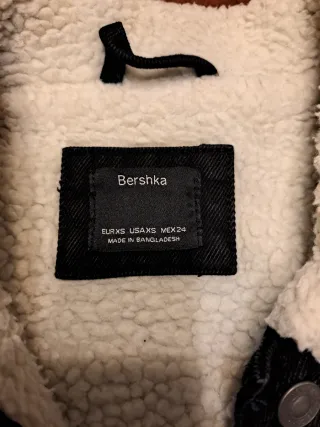 Bershka
EUR XS USA XS MEX 24
MADE IN BANGLADESH